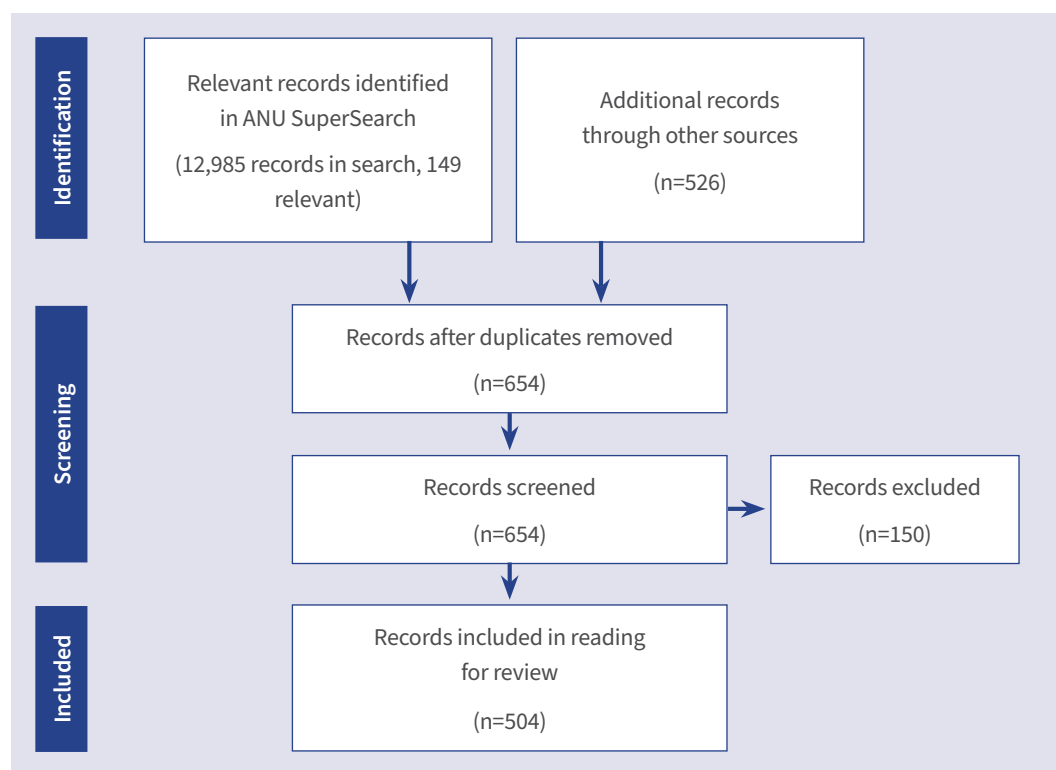 Identification
Relevant records identified
in ANU SuperSearch
(12,985 records in search, 149
relevant)
Additional records
through other sources
(n=526)
Screening
Records after duplicates removed
(n=654)
Records screened
(n=654)
Records excluded
(n=150)
Included
Records included in reading
for review
(n=504)